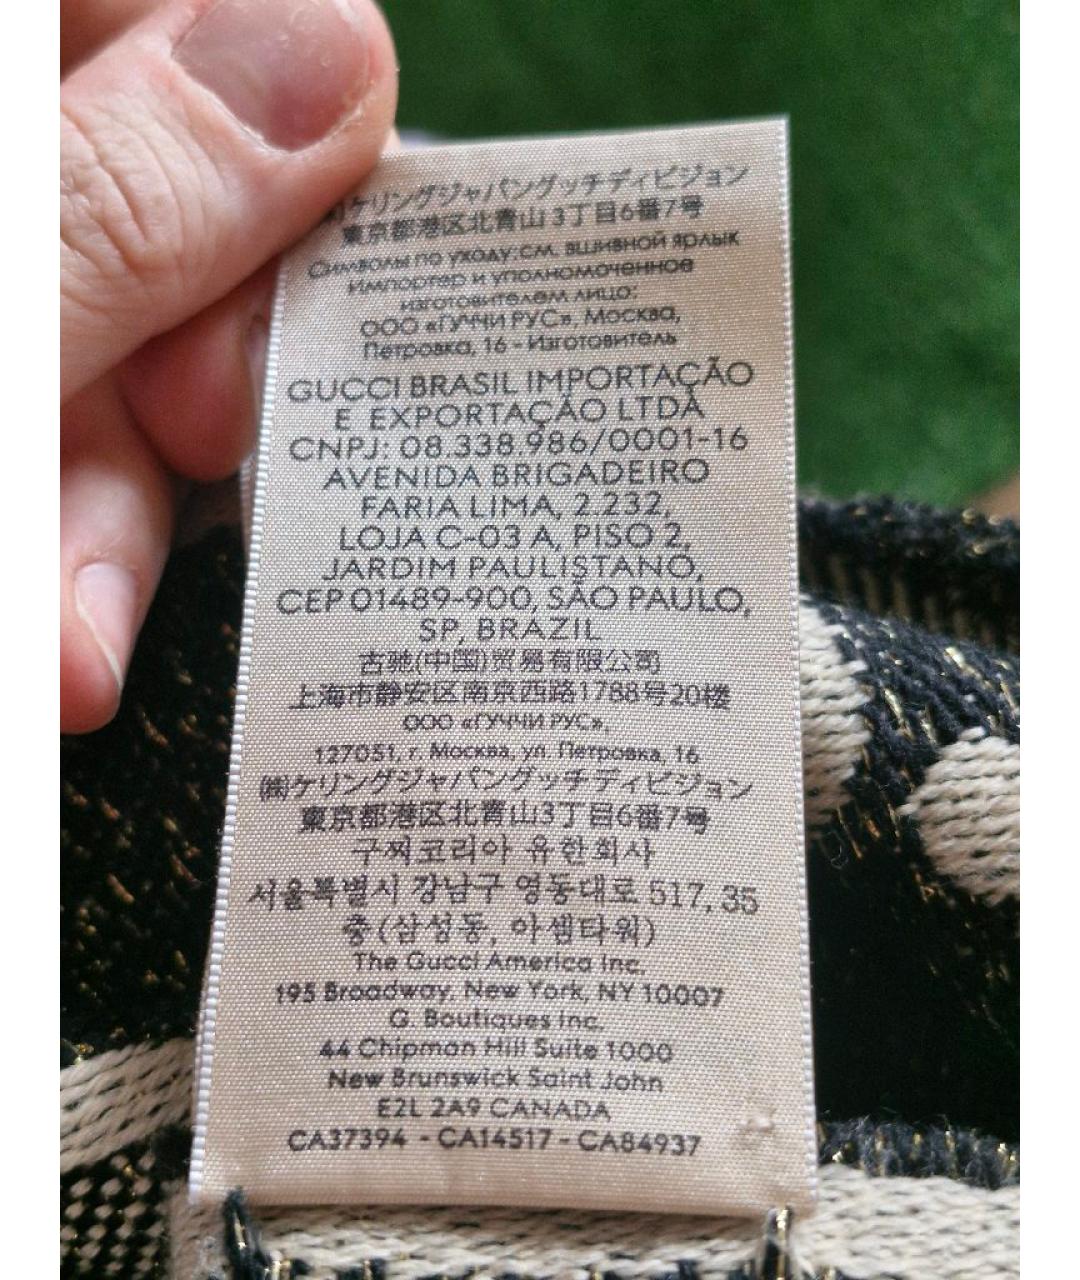 ㈱ケリングジャパングッチディビジョン
東京都港区北青山3丁目6番7号
Символы по уходу: см. вшивной ярлык
Импортер и уполномоченное
изготовителем лицо:
ООО «ГУЧЧИ РУС», Москва,
Петровка, 16 - Изготовитель
GUCCI BRASIL IMPORTAÇÃO
E EXPORTAÇÃO LTDA
CNPJ: 08.338.986/0001-16
AVENIDA BRIGADEIRO
FARIA LIMA, 2.232,
LOJA C-03 A, PISO 2,
JARDIM PAULISTANO,
CEP 01489-900, SÃO PAULO,
SP, BRAZIL
古驰(中国)贸易有限公司
上海市静安区南京西路1788号20楼
ООО «ГУЧЧИ РУС»,
127051, г. Москва, ул. Петровка, 16
㈱ケリングジャパングッチディビジョン
東京都港区北青山3丁目6番7号
구찌코리아 유한회사
서울특별시 강남구 영동대로 517, 35
층(삼성동, 아셈타워)
The Gucci America Inc.
195 Broadway, New York, NY 10007
G. Boutiques Inc.
44 Chipman Hill Suite 1000
New Brunswick Saint John
E2L 2A9 CANADA
CA37394 - CA14517 - CA84937